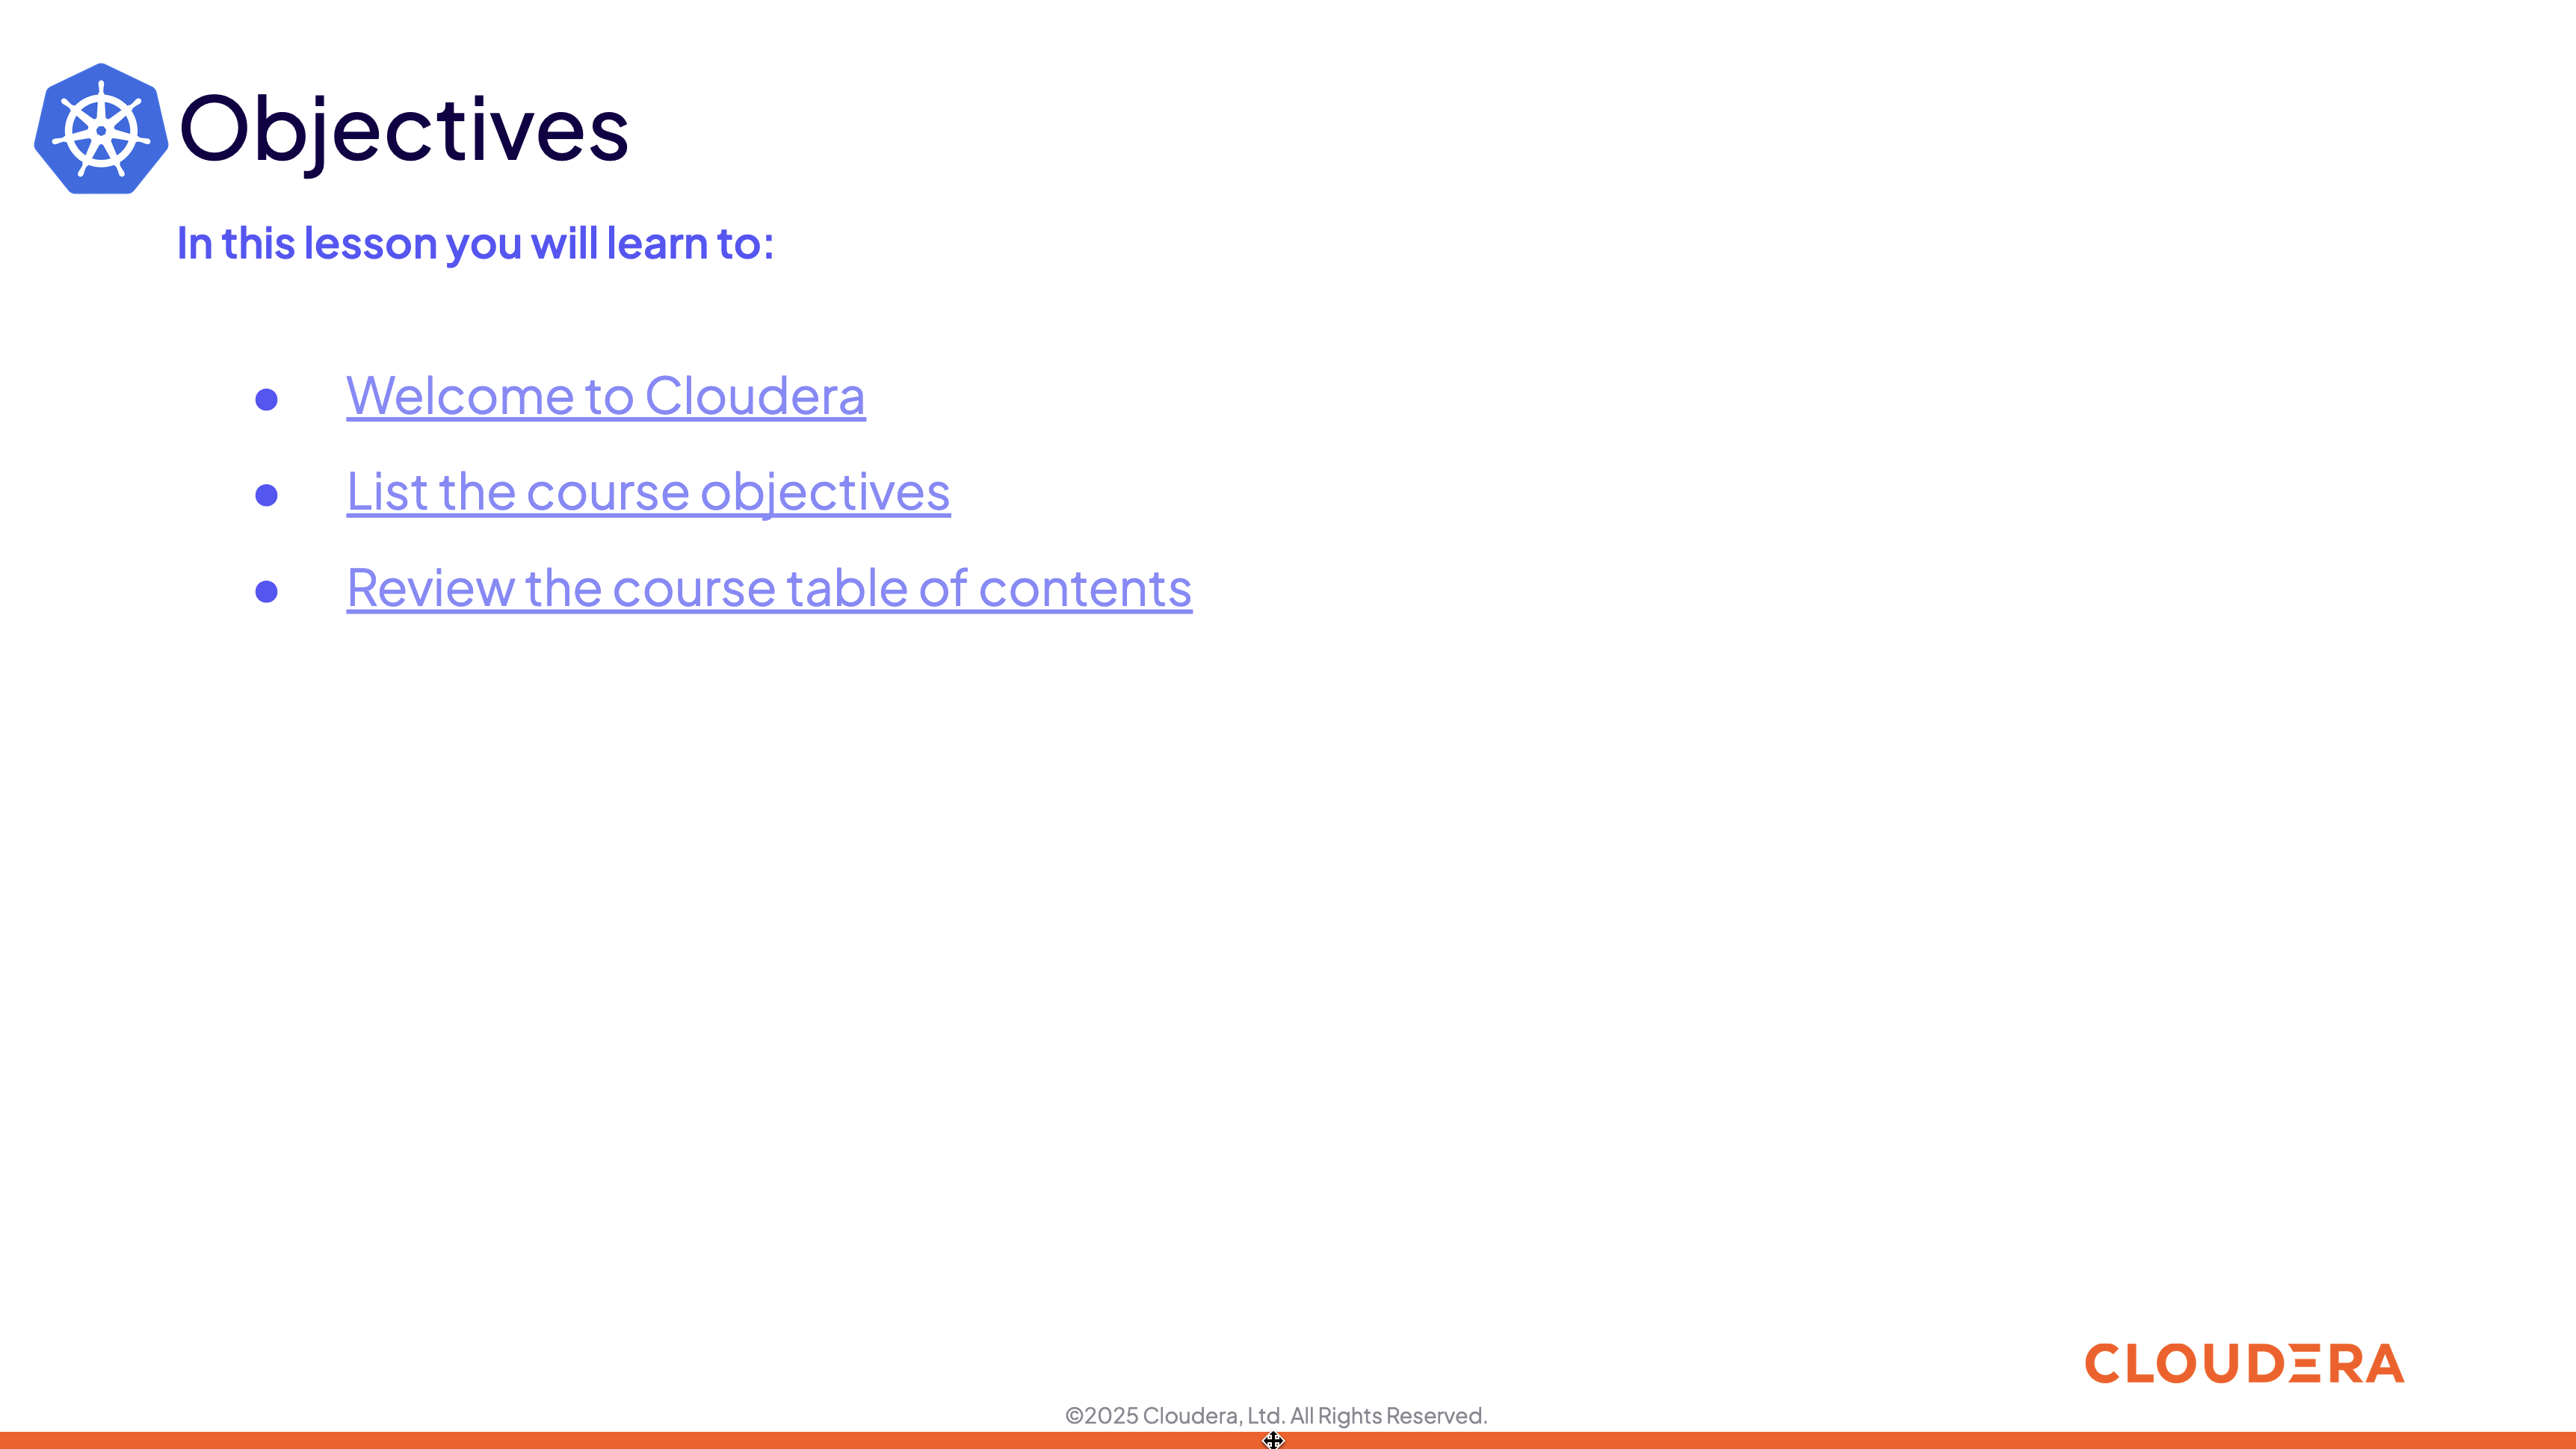 Objectives
In this lesson you will learn to:
● Welcome to Cloudera
● List the course objectives
● Review the course table of contents
CLOUDERA
©2025 Cloudera, Ltd. All Rights Reserved.